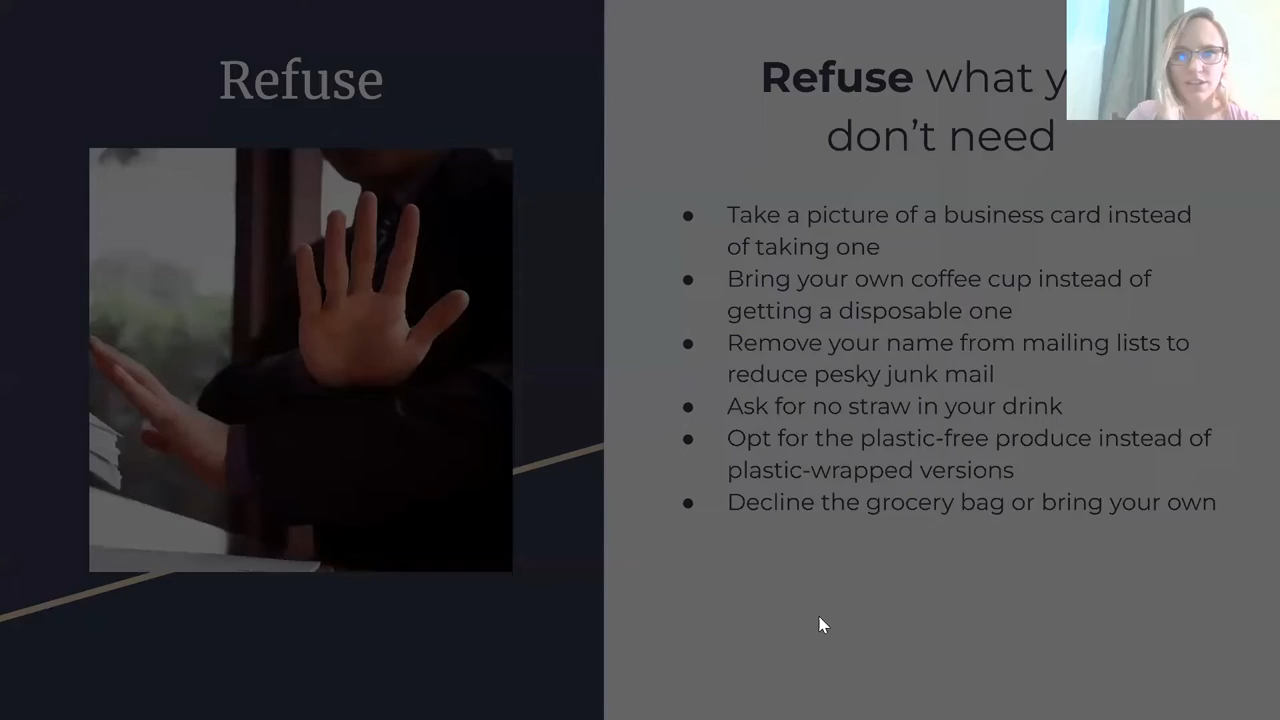 Refuse
Refuse what y
don't need
● Take a picture of a business card instead
of taking one
● Bring your own coffee cup instead of
getting a disposable one
● Remove your name from mailing lists to
reduce pesky junk mail
● Ask for no straw in your drink
● Opt for the plastic-free produce instead of
plastic-wrapped versions
● Decline the grocery bag or bring your own